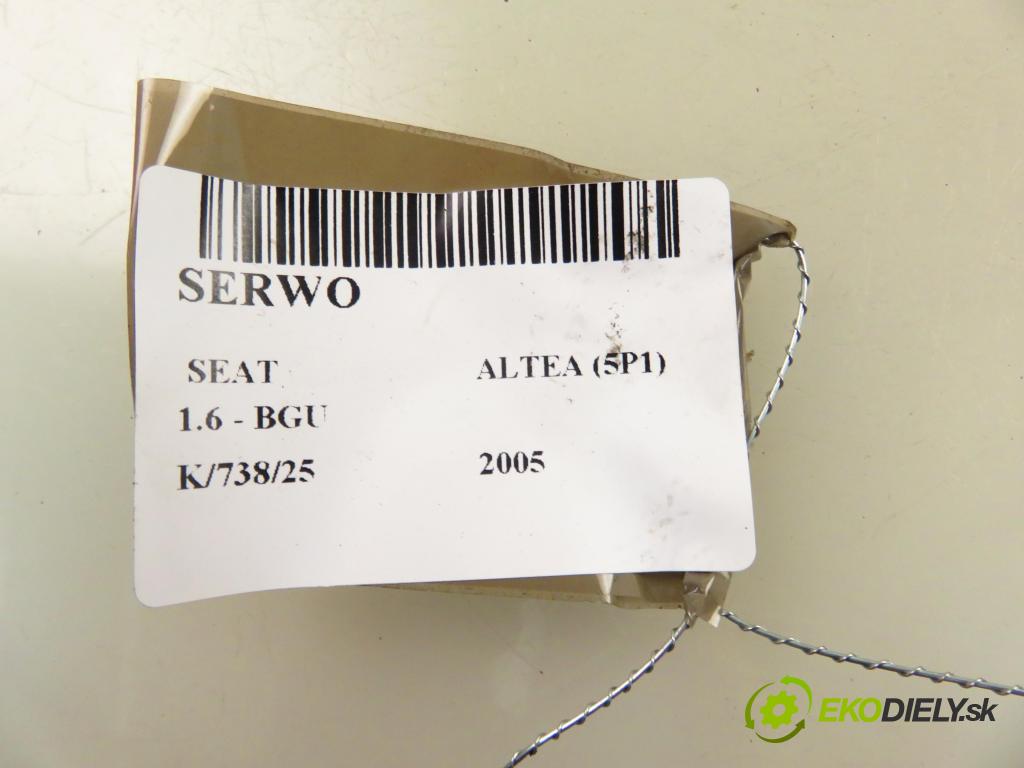 SERWO
SEAT ALTEA (5P1)
1.6 - BGU
K/738/25 2005
EKODIELY.sk